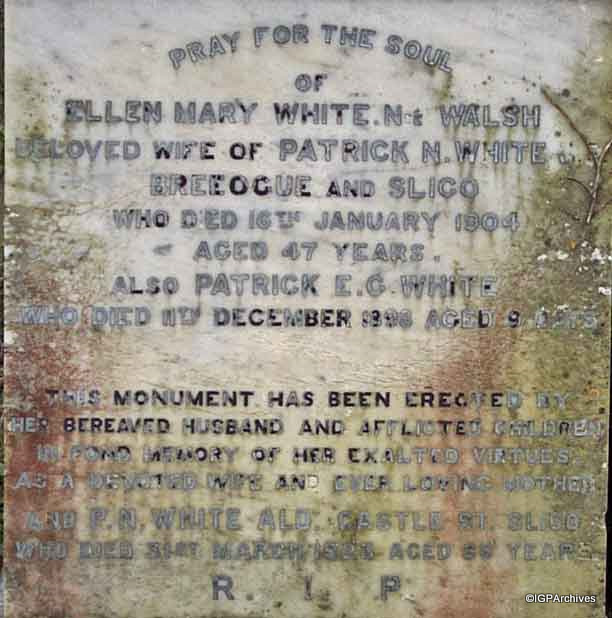 PRAY FOR THE SOUL
OF
ELLEN MARY WHITE. NÉE WALSH
BELOVED WIFE OF PATRICK N. WHITE
BREEOGUE AND SLIGO
WHO DIED 16TH JANUARY 1904
AGED 47 YEARS.
ALSO PATRICK E. G. WHITE
WHO DIED 11TH DECEMBER AGED 9 DAYS
THIS MONUMENT HAS BEEN ERECTED BY
HER BEREAVED HUSBAND AND AFFLICTED CHILDREN
IN FOND MEMORY OF HER EXALTED VIRTUES
AS A DEVOTED WIFE AND EVER LOVING MOTHER
AND P. N. WHITE ALD. CASTLE ST. SLIGO
WHO DIED 31ST MARCH AGED YEARS
R. I. P
©IGPArchives